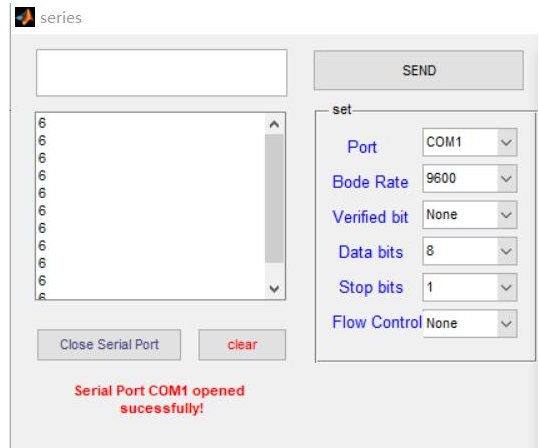 series
SEND
6
6
6
6
6
6
6
6
6
6
6
set
Port COM1
Bode Rate 9600
Verified bit None
Data bits 8
Stop bits 1
Flow Control None
Close Serial Port
clear
Serial Port COM1 opened
sucessfully!